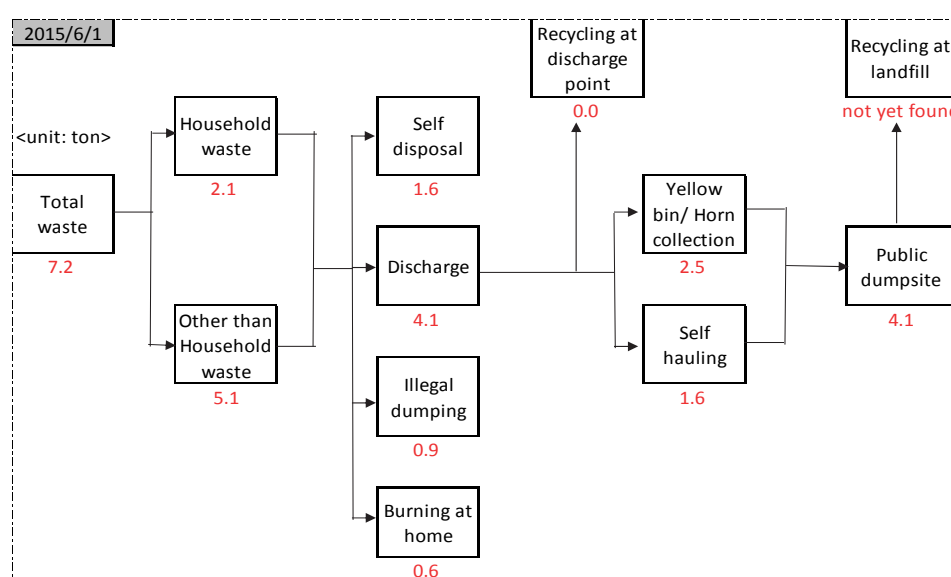 2015/6/1
<unit: ton>
Total
waste
7.2
Household
waste
2.1
Other than
Household
waste
5.1
Self
disposal
1.6
Discharge
4.1
Illegal
dumping
0.9
Burning at
home
0.6
Recycling at
discharge
point
0.0
Yellow
bin/ Horn
collection
2.5
Self
hauling
1.6
Recycling at
landfill
not yet found
Public
dumpsite
4.1